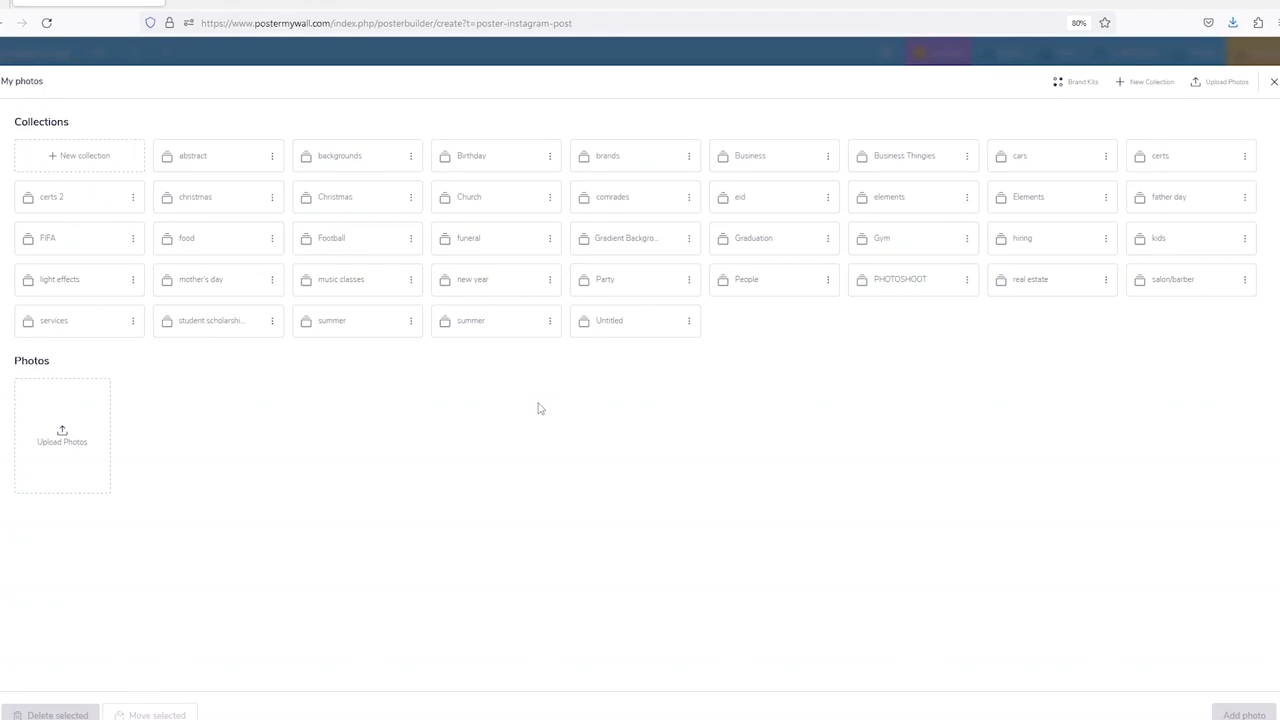 https://www.postermywall.com/index.php/posterbuilder/create?t=poster-instagram-post 80%
My photos Brand Kits New Collection Upload Photos
Collections
New collection abstract backgrounds Birthday brands Business Business Thingies cars certs
certs 2 christmas Christmas Church comrades eid elements Elements father day
FIFA food Football funeral Gradient Backgro... Graduation Gym hiring kids
light effects mother's day music classes new year Party People PHOTOSHOOT real estate salon/barber
services student scholarshi... summer summer Untitled
Photos
Upload Photos
Delete selected Move selected Add photo